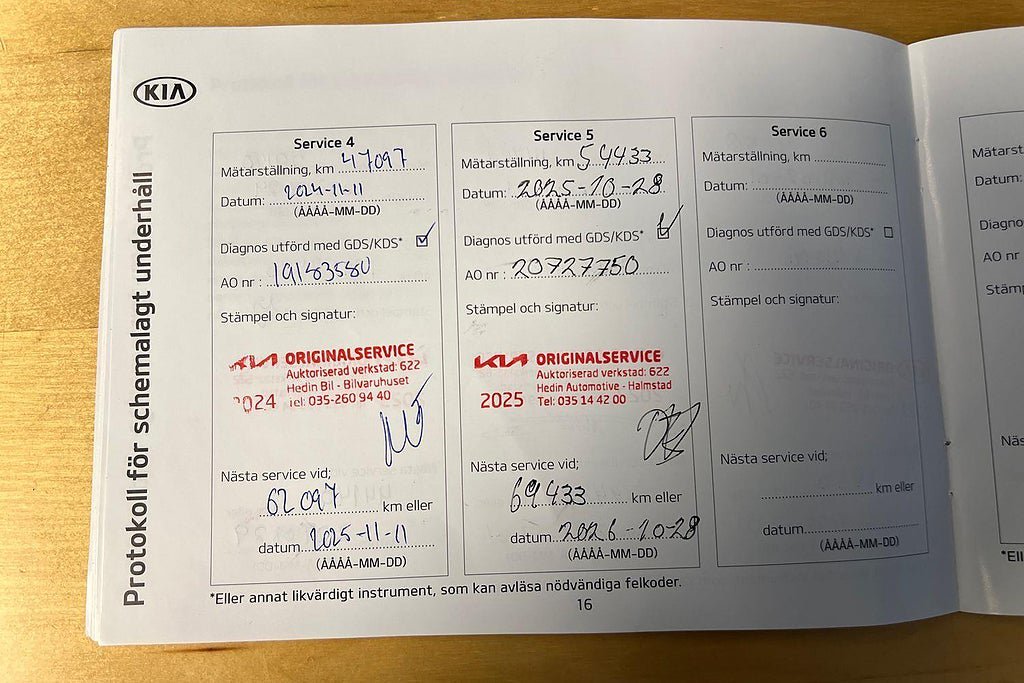 KIA
Protokoll för schemalagt underhåll
Service 4
Mätarställning, km 47097
Datum: 2024-11-11
(ÅÅÅÅ-MM-DD)
Diagnos utförd med GDS/KDS*
AO nr :
Stämpel och signatur:
KIA ORIGINALSERVICE
Auktoriserad verkstad: 622
Hedin Bil - Bilvaruhuset
2024 Tel: 035-260 94 40
Nästa service vid;
62097 km eller
datum 2025-11-11
(ÅÅÅÅ-MM-DD)
Service 5
Mätarställning, km 54433
Datum: 2025-10-28
(ÅÅÅÅ-MM-DD)
Diagnos utförd med GDS/KDS*
AO nr : 20727750
Stämpel och signatur:
KIA ORIGINALSERVICE
Auktoriserad verkstad: 622
Hedin Automotive - Halmstad
2025 Tel: 035 14 42 00
Nästa service vid;
69433 km eller
datum 2026-10-28
(ÅÅÅÅ-MM-DD)
Service 6
Mätarställning, km
Datum:
(ÅÅÅÅ-MM-DD)
Diagnos utförd med GDS/KDS*
AO nr :
Stämpel och signatur:
Nästa service vid;
km eller
datum
(ÅÅÅÅ-MM-DD)
*Eller annat likvärdigt instrument, som kan avläsa nödvändiga felkoder.
16
Datum:
AO nr